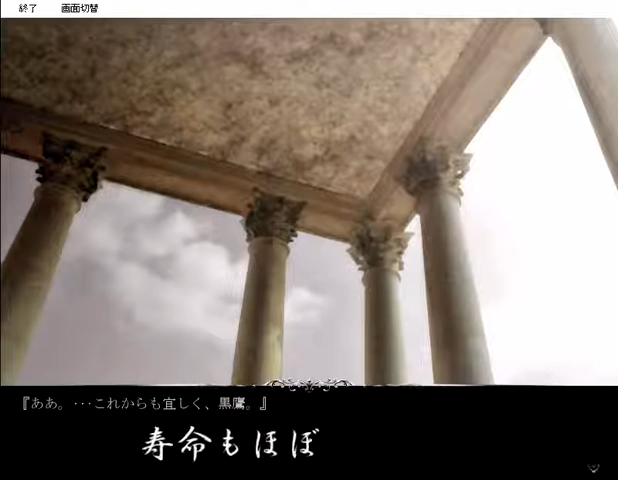 終了 画面切替
『ああ。･･･これからも宜しく、黒鷹。』
寿命もほぼ